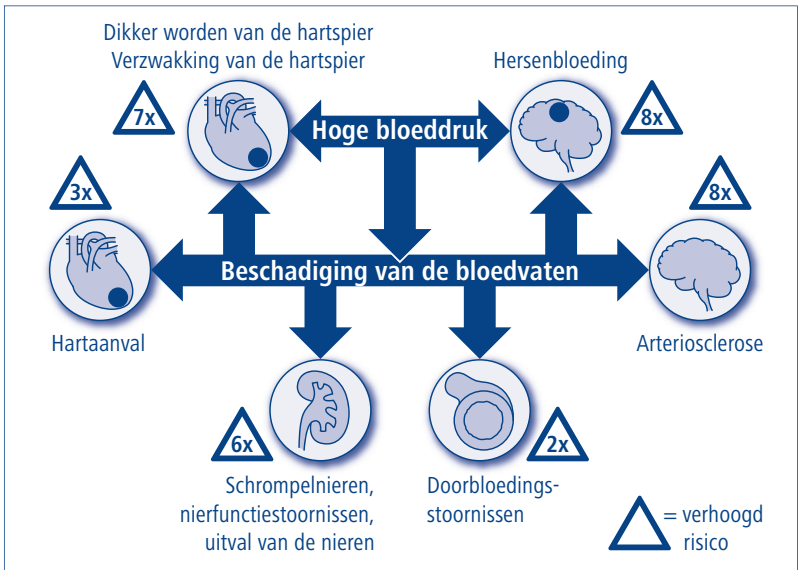 Dikker worden van de hartspier
Verzwakking van de hartspier
Hersenbloeding
7x
Hoge bloeddruk
8x
3x
8x
Beschadiging van de bloedvaten
Hartaanval
Arteriosclerose
6x
2x
Schrompelnieren,
nierfunctiestoornissen,
uitval van de nieren
Doorbloedings-
stoornissen
= verhoogd
risico